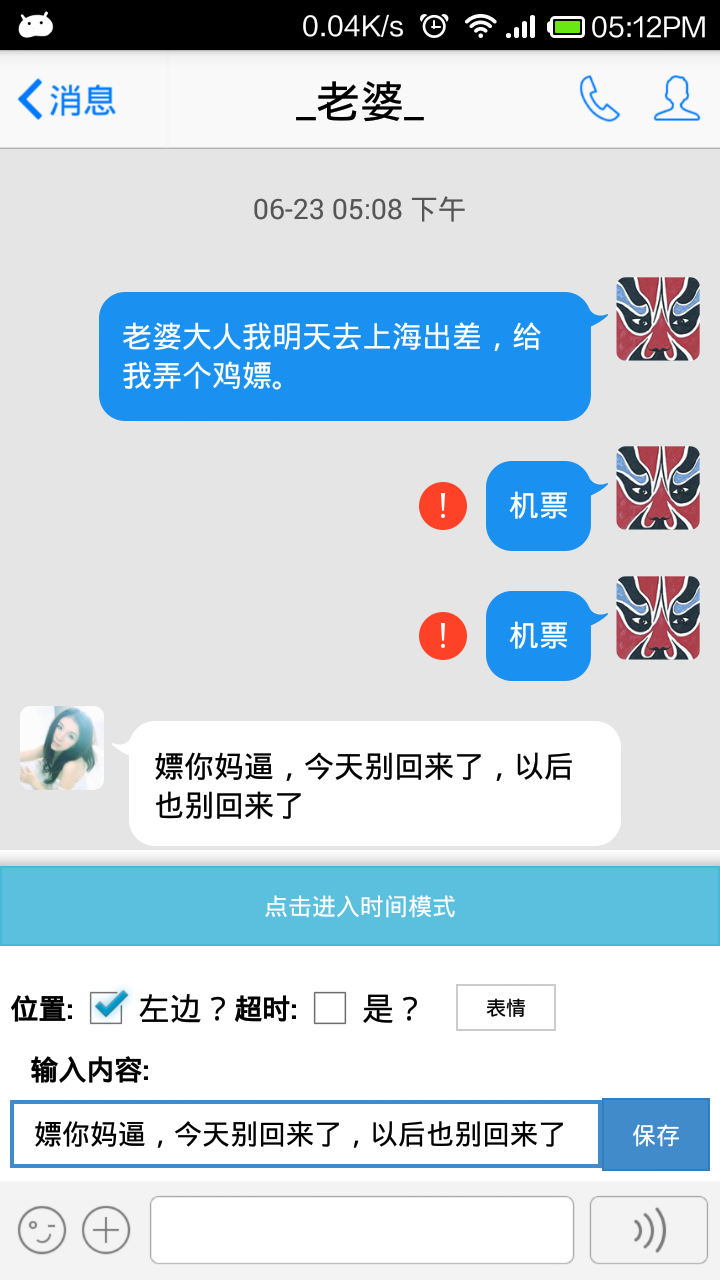 0.04K/s 05:12PM
消息 _老婆_
06-23 05:08 下午
老婆大人我明天去上海出差，给
我弄个鸡嫖。
! 机票
! 机票
嫖你妈逼，今天别回来了，以后
也别回来了
点击进入时间模式
位置: 左边？超时: 是？ 表情
输入内容:
嫖你妈逼，今天别回来了，以后也别回来了 保存